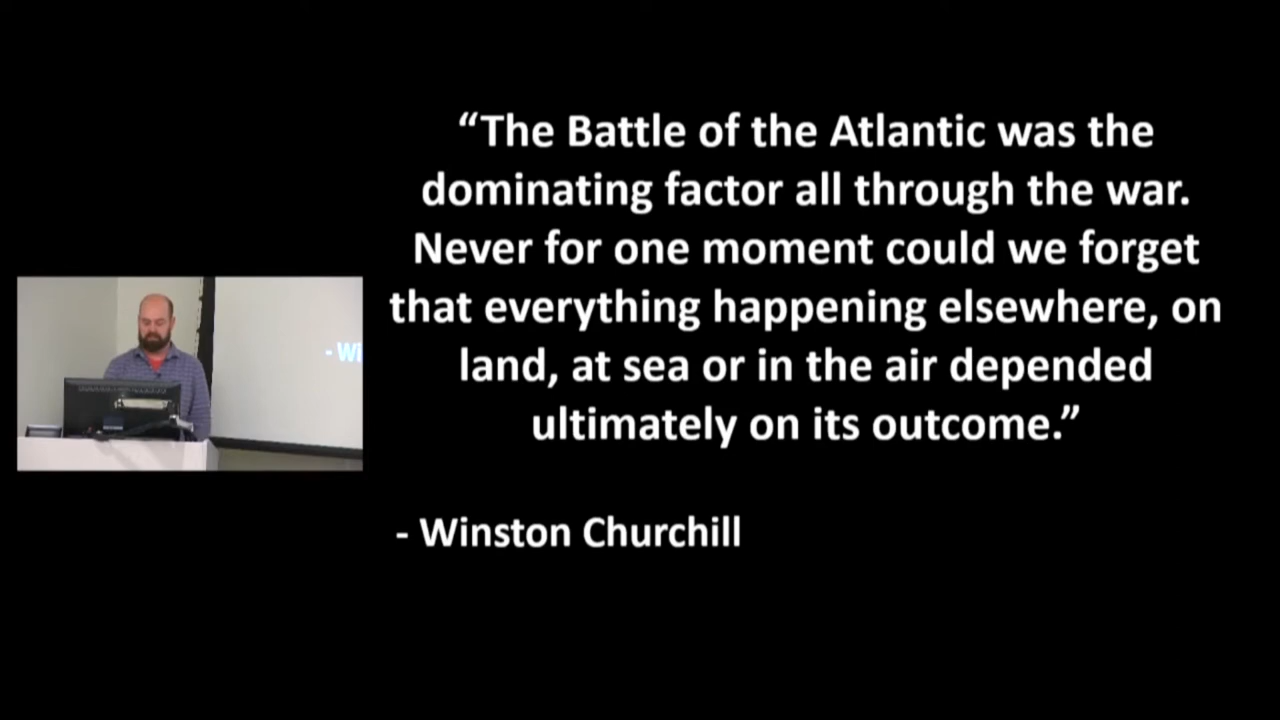 “The Battle of the Atlantic was the
dominating factor all through the war.
Never for one moment could we forget
that everything happening elsewhere, on
land, at sea or in the air depended
ultimately on its outcome.”
- Winston Churchill
- Wi